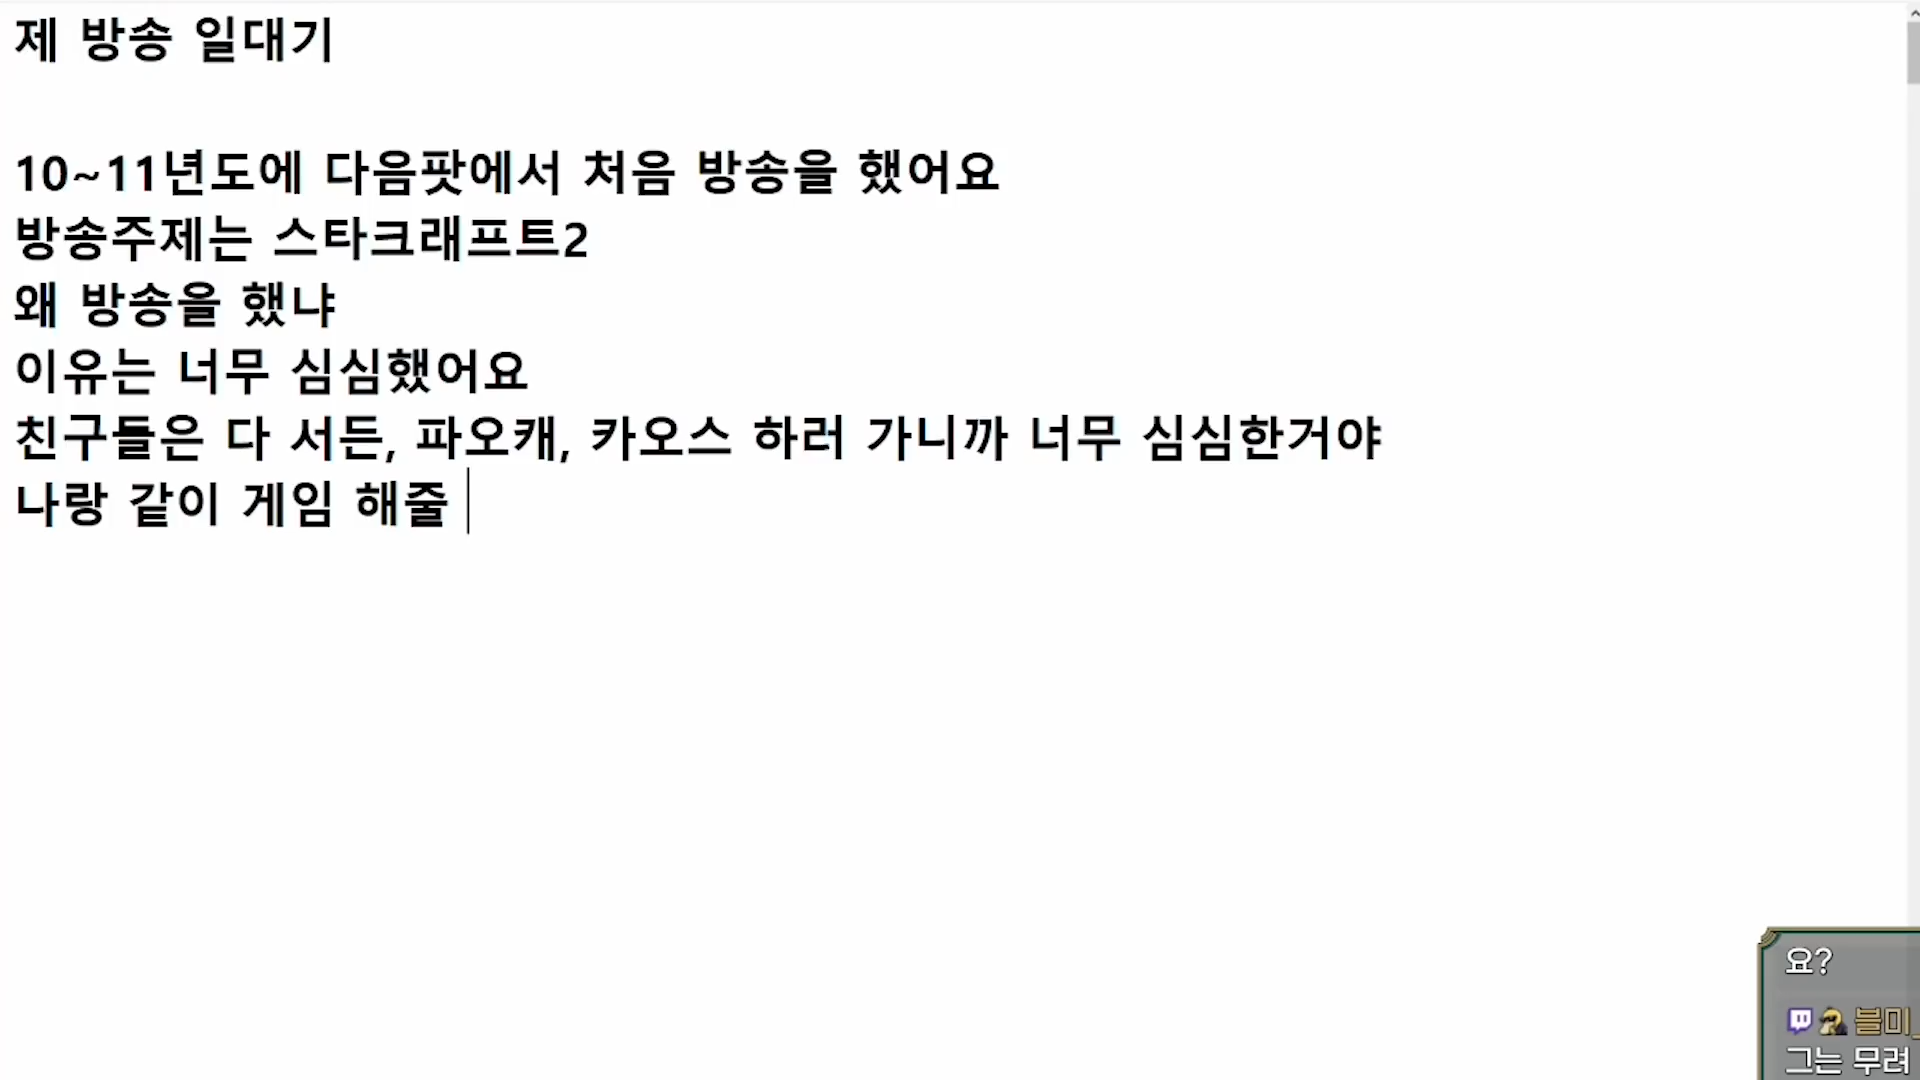 제 방송 일대기
10~11년도에 다음팟에서 처음 방송을 했어요
방송주제는 스타크래프트2
왜 방송을 했냐
이유는 너무 심심했어요
친구들은 다 서든, 파오캐, 카오스 하러 가니까 너무 심심한거야
나랑 같이 게임 해줄
요?
블미_
그는 무려